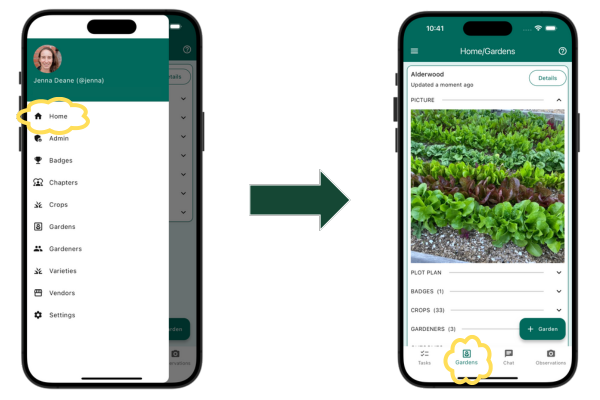 Jenna Deane (@jenna)
Home
Admin
Badges
Chapters
Crops
Gardens
Gardeners
Varieties
Vendors
Settings
10:41
Home/Gardens
Alderwood
Details
Updated a moment ago
PICTURE
PLOT PLAN
BADGES (1)
CROPS (33)
GARDENERS (3)
+ Garden
Tasks
Gardens
Chat
Observations